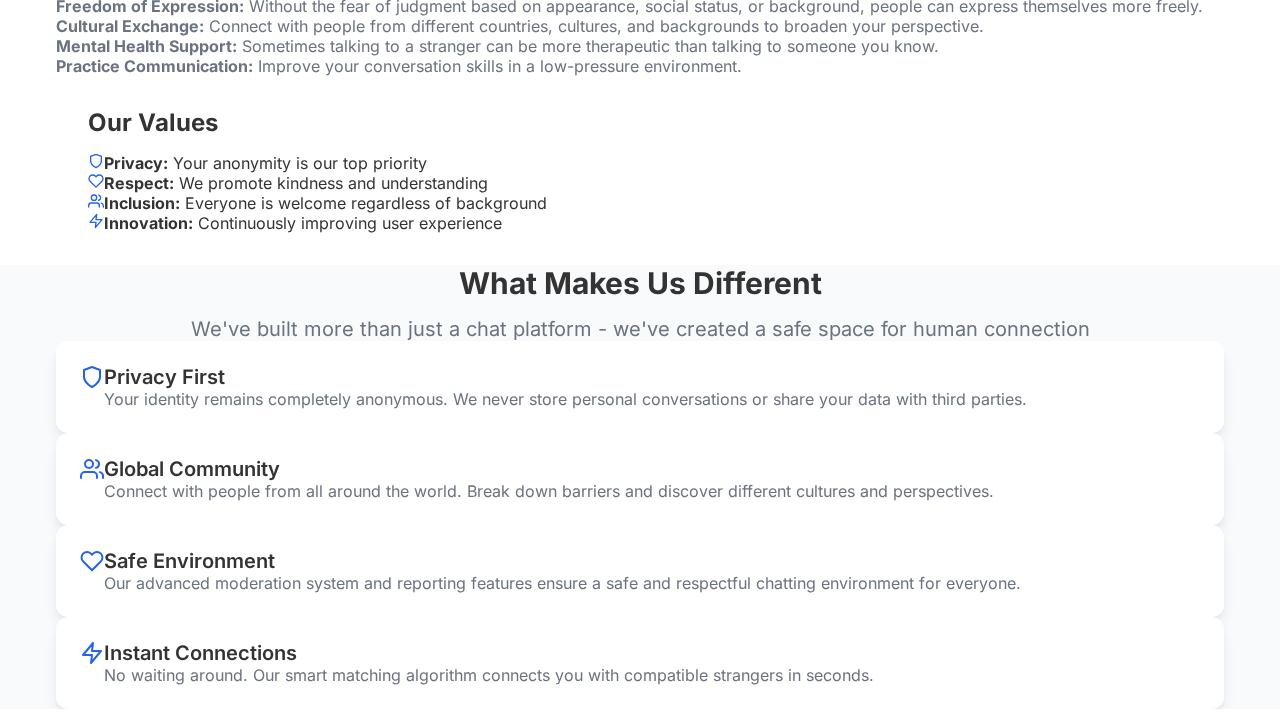 Freedom of Expression: Without the fear of judgment based on appearance, social status, or background, people can express themselves more freely.
Cultural Exchange: Connect with people from different countries, cultures, and backgrounds to broaden your perspective.
Mental Health Support: Sometimes talking to a stranger can be more therapeutic than talking to someone you know.
Practice Communication: Improve your conversation skills in a low-pressure environment.
Our Values
Privacy: Your anonymity is our top priority
Respect: We promote kindness and understanding
Inclusion: Everyone is welcome regardless of background
Innovation: Continuously improving user experience
What Makes Us Different
We've built more than just a chat platform - we've created a safe space for human connection
Privacy First
Your identity remains completely anonymous. We never store personal conversations or share your data with third parties.
Global Community
Connect with people from all around the world. Break down barriers and discover different cultures and perspectives.
Safe Environment
Our advanced moderation system and reporting features ensure a safe and respectful chatting environment for everyone.
Instant Connections
No waiting around. Our smart matching algorithm connects you with compatible strangers in seconds.